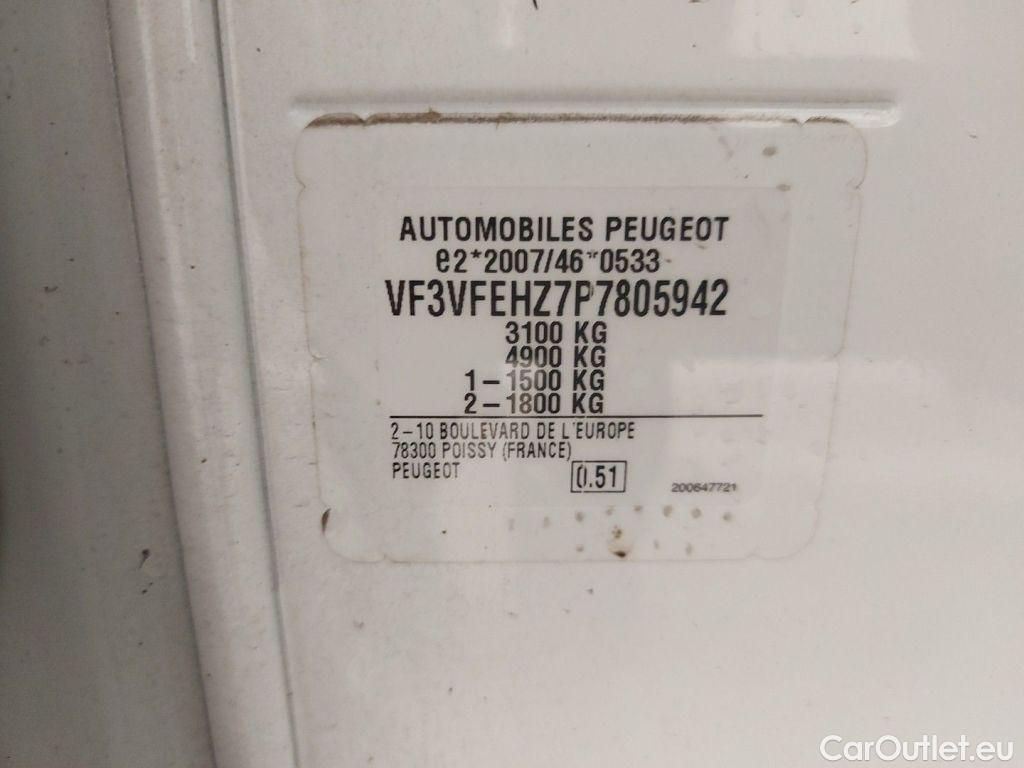 AUTOMOBILES PEUGEOT
e2*2007/46*0533
VF3VFEHZ7P7805942
3100 KG
4900 KG
1-1500 KG
2-1800 KG
2-10 BOULEVARD DE L'EUROPE
78300 POISSY (FRANCE)
PEUGEOT
0.51
200647721
CarOutlet.eu